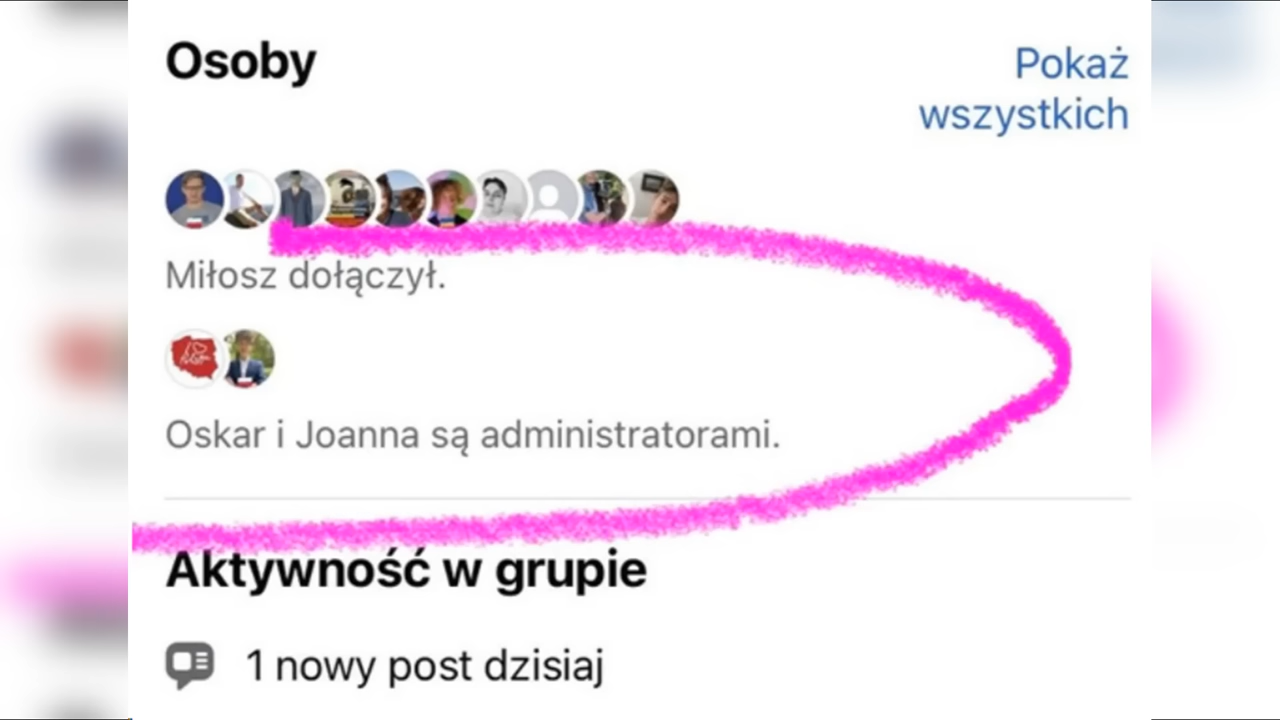 Osoby
Pokaż
wszystkich
Miłosz dołączył.
Oskar i Joanna są administratorami.
Aktywność w grupie
1 nowy post dzisiaj